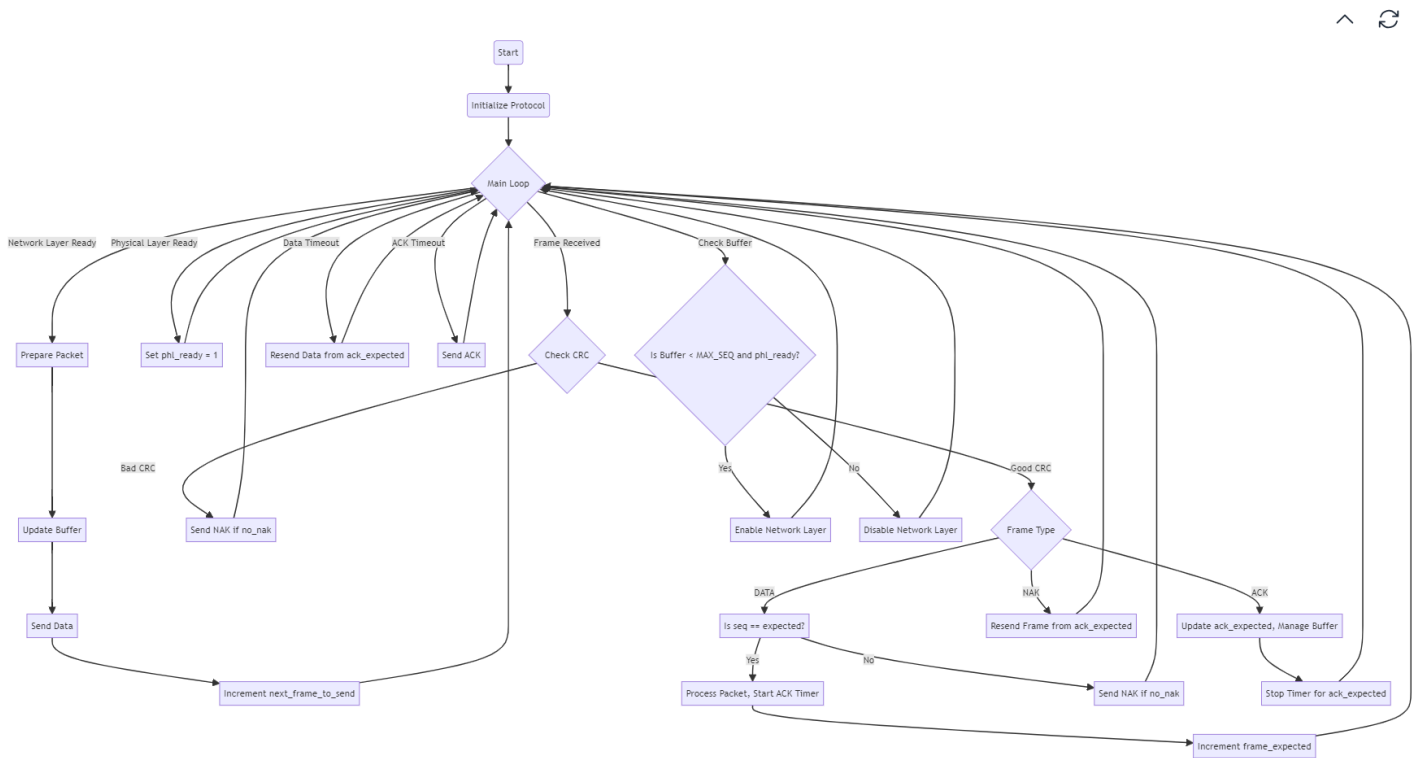 Start
Initialize Protocol
Main Loop
Network Layer Ready
Physical Layer Ready
Data Timeout
ACK Timeout
Frame Received
Check Buffer
Prepare Packet
Set phl_ready = 1
Resend Data from ack_expected
Send ACK
Check CRC
Is Buffer < MAX_SEQ and phl_ready?
Bad CRC
Yes
No
Good CRC
Update Buffer
Send NAK if no_nak
Enable Network Layer
Disable Network Layer
Frame Type
DATA
NAK
ACK
Send Data
Is seq == expected?
Resend Frame from ack_expected
Update ack_expected, Manage Buffer
Yes
No
Increment next_frame_to_send
Process Packet, Start ACK Timer
Send NAK if no_nak
Stop Timer for ack_expected
Increment frame_expected